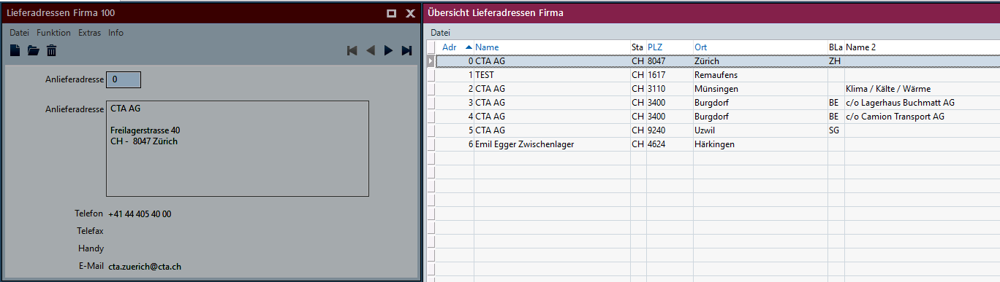 Lieferadressen Firma 100
Datei Funktion Extras Info
Anlieferadresse 0
Anlieferadresse CTA AG
Freilagerstrasse 40
CH - 8047 Zürich
Telefon +41 44 405 40 00
Telefax
Handy
E-Mail cta.zuerich@cta.ch
Übersicht Lieferadressen Firma
Datei
Adr Name Sta PLZ Ort BLa Name 2
0 CTA AG CH 8047 Zürich ZH
1 TEST CH 1617 Remaufens
2 CTA AG CH 3110 Münsingen Klima / Kälte / Wärme
3 CTA AG CH 3400 Burgdorf BE c/o Lagerhaus Buchmatt AG
4 CTA AG CH 3400 Burgdorf BE c/o Camion Transport AG
5 CTA AG CH 9240 Uzwil SG
6 Emil Egger Zwischenlager CH 4624 Härkingen